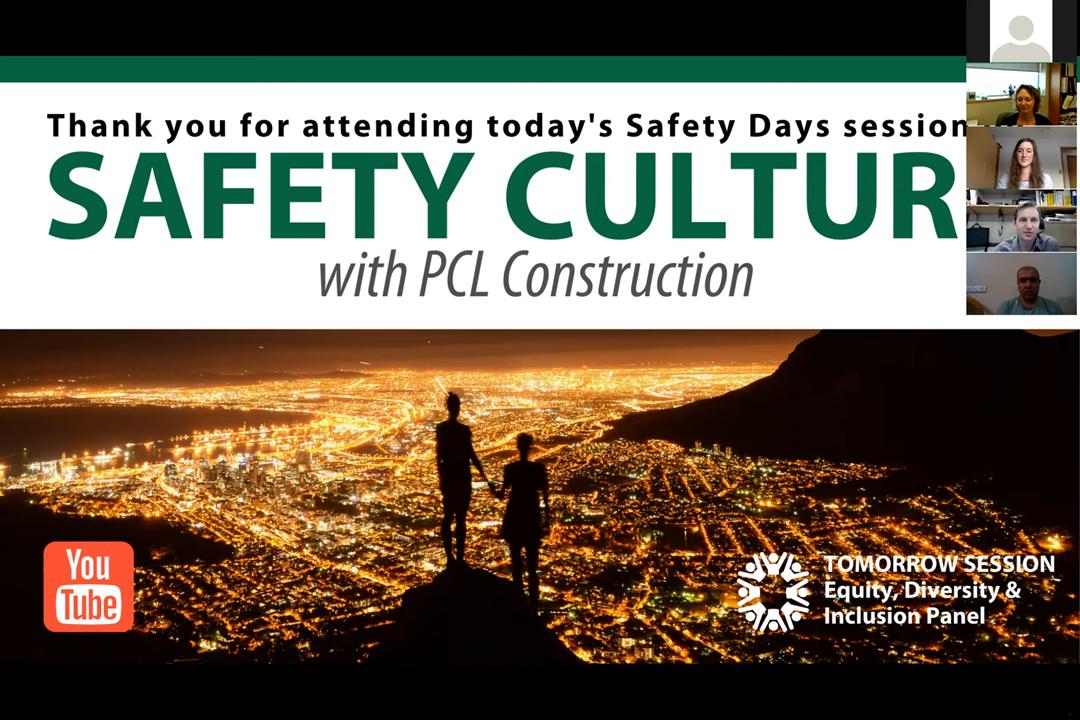 Thank you for attending today's Safety Days session
SAFETY CULTUR
with PCL Construction
You
Tube
TOMORROW SESSION
Equity, Diversity &
Inclusion Panel